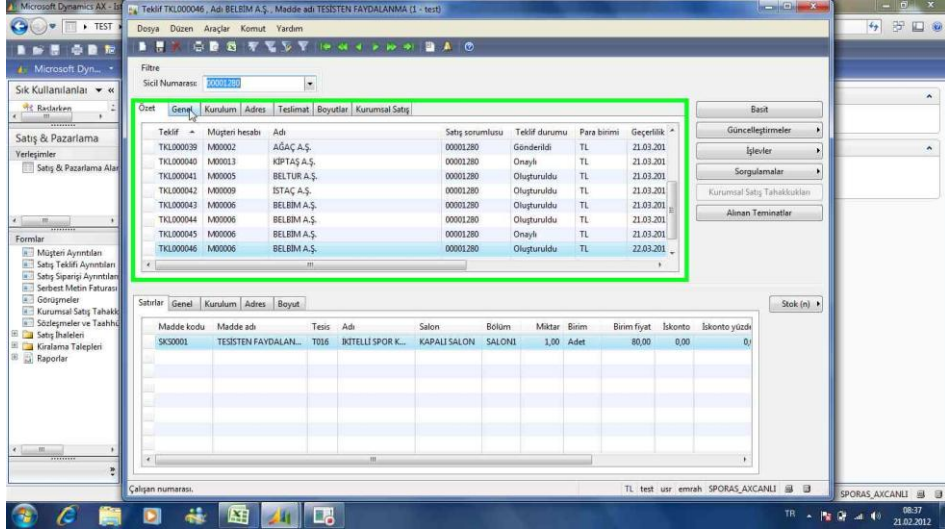 Microsoft Dynamics AX - Ist
Teklif TKL000046 , Adı BELBİM A.Ş. , Madde adı TESİSTEN FAYDALANMA (1 - test)
TEST
Dosya Düzen Araçlar Komut Yardım
Microsoft Dyn...
Filtre
Sicil Numarası: 00001280
Sık Kullanılanlar
Başlarken
Satış & Pazarlama
Yerleşimler
Satış & Pazarlama Alar
Formlar
Müşteri Ayrıntıları
Satış Teklifi Ayrıntıları
Satış Siparişi Ayrıntıları
Serbest Metin Faturası
Görüşmeler
Kurumsal Satış Tahakk
Sözleşmeler ve Taahhü
Satış İhaleleri
Kiralama Talepleri
Raporlar
Özet Genel Kurulum Adres Teslimat Boyutlar Kurumsal Satış
Teklif Müşteri hesabı Adı Satış sorumlusu Teklif durumu Para birimi Geçerlilik
TKL000039 M00002 AĞAÇ A.Ş. 00001280 Gönderildi TL 21.03.201
TKL000040 M00013 KİPTAŞ A.Ş. 00001280 Onaylı TL 21.03.201
TKL000041 M00005 BELTUR A.Ş. 00001280 Oluşturuldu TL 21.03.201
TKL000042 M00009 İSTAÇ A.Ş. 00001280 Oluşturuldu TL 21.03.201
TKL000043 M00006 BELBİM A.Ş. 00001280 Oluşturuldu TL 21.03.201
TKL000044 M00006 BELBİM A.Ş. 00001280 Oluşturuldu TL 21.03.201
TKL000045 M00006 BELBİM A.Ş. 00001280 Onaylı TL 21.03.201
TKL000046 M00006 BELBİM A.Ş. 00001280 Oluşturuldu TL 22.03.201
Basit
Güncelleştirmeler
İşlevler
Sorgulamalar
Kurumsal Satış Tahakkukları
Alınan Teminatlar
Satırlar Genel Kurulum Adres Boyut
Stok (n)
Madde kodu Madde adı Tesis Adı Salon Bölüm Miktar Birim Birim fiyat İskonto İskonto yüzde
SKS0001 TESİSTEN FAYDALAN... T016 İKİTELLİ SPOR K... KAPALI SALON SALON1 1,00 Adet 80,00 0,00 0,
Çalışan numarası.
TL test usr emrah SPORAS_AXCANLI
SPORAS_AXCANLI
TR
08:37
21.02.2012